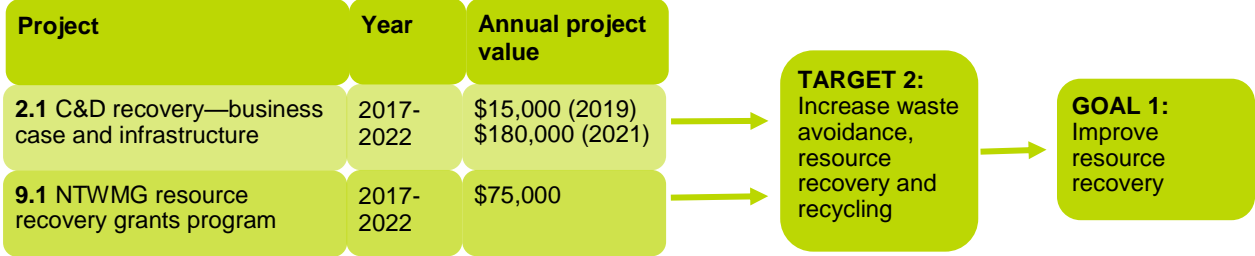 Project
Year
Annual project
value
2.1 C&D recovery—business
case and infrastructure
2017-
2022
$15,000 (2019)
$180,000 (2021)
9.1 NTWMG resource
recovery grants program
2017-
2022
$75,000
TARGET 2:
Increase waste
avoidance,
resource
recovery and
recycling
GOAL 1:
Improve
resource
recovery